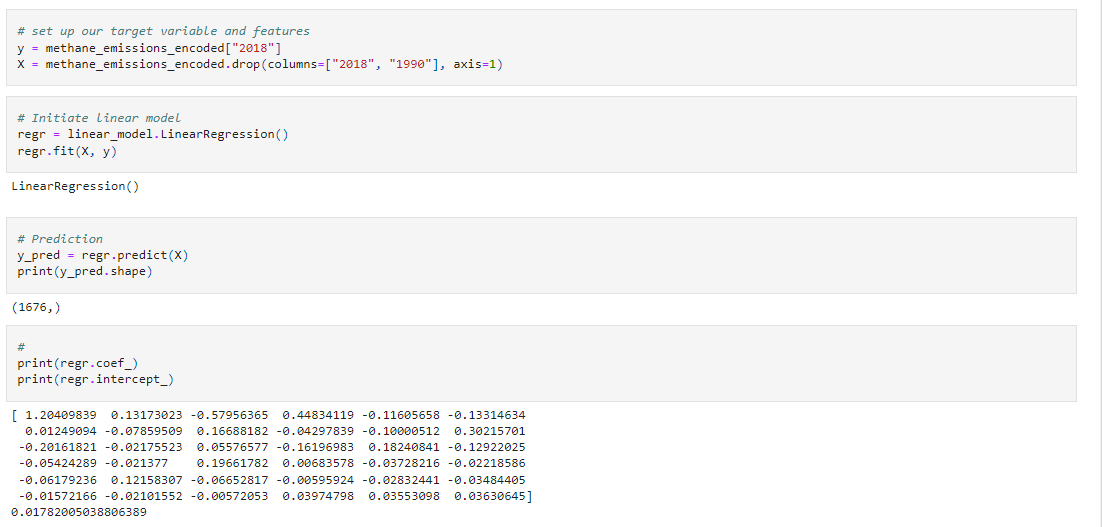 # set up our target variable and features
y = methane_emissions_encoded["2018"]
X = methane_emissions_encoded.drop(columns=["2018", "1990"], axis=1)
# Initiate linear model
regr = linear_model.LinearRegression()
regr.fit(X, y)
LinearRegression()
# Prediction
y_pred = regr.predict(X)
print(y_pred.shape)
(1676,)
#
print(regr.coef_)
print(regr.intercept_)
[ 1.20409839  0.13173023 -0.57956365  0.44834119 -0.11605658 -0.13314634
  0.01249094 -0.07859509  0.16688182 -0.04297839 -0.10000512  0.30215701
 -0.20161821 -0.02175523  0.05576577 -0.16196983  0.18240841 -0.12922025
 -0.05424289 -0.021377    0.19661782  0.00683578 -0.03728216 -0.02218586
 -0.06179236  0.12158307 -0.06652817 -0.00595924 -0.02832441 -0.03484405
 -0.01572166 -0.02101552 -0.00572053  0.03974798  0.03553098  0.03630645]
0.01782005038806389